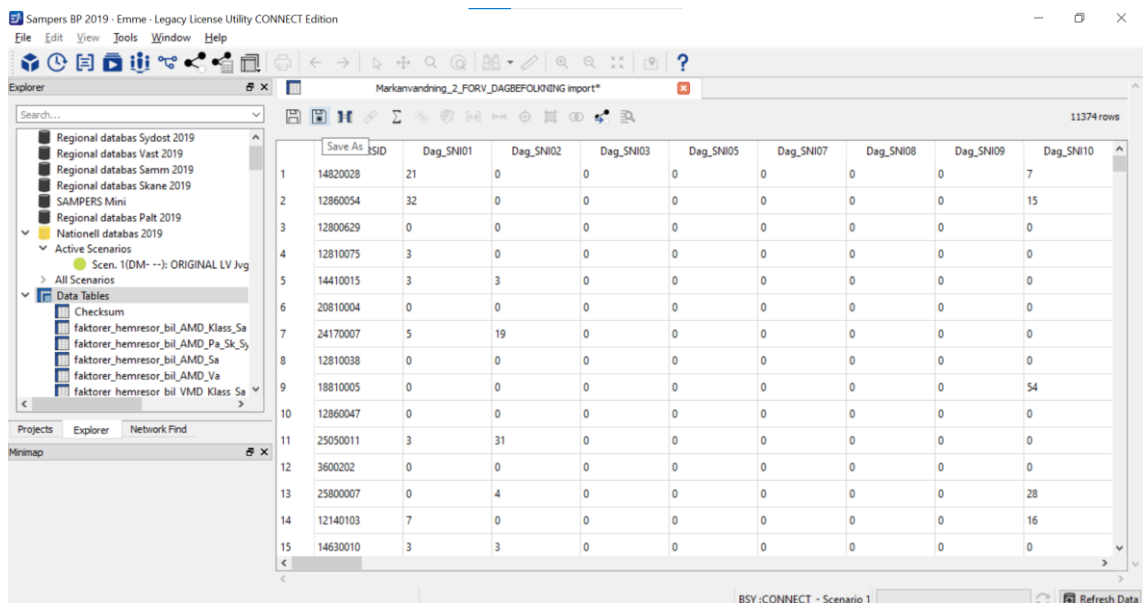 Sampers BP 2019 - Emme - Legacy License Utility CONNECT Edition
File Edit View Tools Window Help
Explorer
Markanvandning_2_FORV_DAGBEFOLKNING import*
Search...
11374 rows
Save As
SID Dag_SNI01 Dag_SNI02 Dag_SNI03 Dag_SNI05 Dag_SNI07 Dag_SNI08 Dag_SNI09 Dag_SNI10
1 14820028 21 0 0 0 0 0 0 7
2 12860054 32 0 0 0 0 0 0 15
3 12800629 0 0 0 0 0 0 0 0
4 12810075 3 0 0 0 0 0 0 0
5 14410015 3 3 0 0 0 0 0 0
6 20810004 0 0 0 0 0 0 0 0
7 24170007 5 19 0 0 0 0 0 0
8 12810038 0 0 0 0 0 0 0 0
9 18810005 0 0 0 0 0 0 0 54
10 12860047 0 0 0 0 0 0 0 0
11 25050011 3 31 0 0 0 0 0 0
12 3600202 0 0 0 0 0 0 0 0
13 25800007 0 4 0 0 0 0 0 28
14 12140103 7 0 0 0 0 0 0 16
15 14630010 3 3 0 0 0 0 0 0
Regional databas Sydost 2019
Regional databas Vast 2019
Regional databas Samm 2019
Regional databas Skane 2019
SAMPERS Mini
Regional databas Palt 2019
Nationell databas 2019
Active Scenarios
Scen. 1(DM- --): ORIGINAL LV Jvg
All Scenarios
Data Tables
Checksum
faktorer_hemresor_bil_AMD_Klass_Sa
faktorer_hemresor_bil_AMD_Pa_Sk_Sy
faktorer_hemresor_bil_AMD_Sa
faktorer_hemresor_bil_AMD_Va
faktorer_hemresor_bil_VMD_Klass_Sa
Projects Explorer Network Find
Minimap
BSY :CONNECT - Scenario 1
Refresh Data